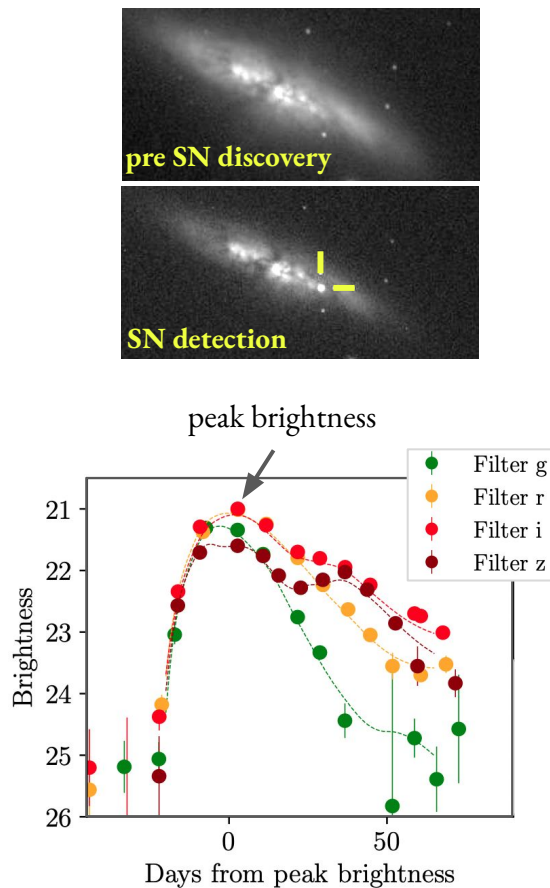 pre SN discovery
SN detection
peak brightness
Filter g
Filter r
Filter i
Filter z
21
22
23
24
25
26
Brightness
0
50
Days from peak brightness